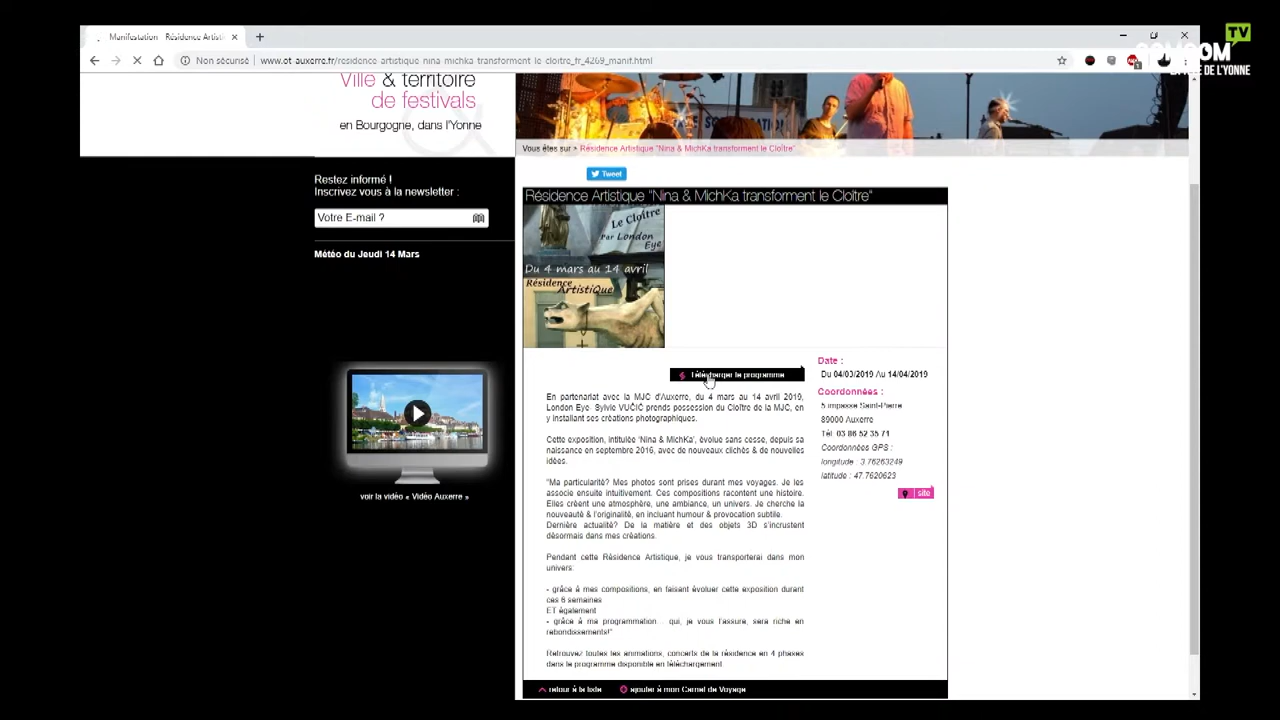 TV
Manifestation Résidence Artisti
Non sécurisé
www.ot-auxerre.fr/residence-artistique-nina-michka-transforment-le-cloitre_fr_4269_manif.html
DE L'YONNE
Ville & territoire
de festivals
en Bourgogne, dans l'Yonne
Vous êtes sur > Résidence Artistique "Nina & MichKa transforment le Cloître"
Restez informé !
Inscrivez vous à la newsletter :
Votre E-mail ?
Météo du Jeudi 14 Mars
voir la vidéo « Vidéo Auxerre »
Tweet
Résidence Artistique "Nina & MichKa transforment le Cloître"
Le Cloître
Par London
Eye
Du 4 mars au 14 avril
Résidence
ArtistiQue
Télécharger le programme
En partenariat avec la MJC d'Auxerre, du 4 mars au 14 avril 2019,
London Eye Sylvie VUČIĆ prends possession du Cloître de la MJC, en
y installant ses créations photographiques.
Cette exposition, intitulée 'Nina & MichKa', évolue sans cesse, depuis sa
naissance en septembre 2016, avec de nouveaux clichés & de nouvelles
idées.
"Ma particularité? Mes photos sont prises durant mes voyages. Je les
associe ensuite intuitivement. Ces compositions racontent une histoire.
Elles créent une atmosphère, une ambiance, un univers. Je cherche la
nouveauté & l'originalité, en incluant humour & provocation subtile.
Dernière actualité? De la matière et des objets 3D s'incrustent
désormais dans mes créations.
Pendant cette Résidence Artistique, je vous transporterai dans mon
univers:
- grâce à mes compositions, en faisant évoluer cette exposition durant
ces 6 semaines
ET également
- grâce à ma programmation... qui, je vous l'assure, sera riche en
rebondissements!"
Retrouvez toutes les animations, concerts de la résidence en 4 phases
dans le programme disponible en téléchargement
Date :
Du 04/03/2019 Au 14/04/2019
Coordonnées :
5 impasse Saint-Pierre
89000 Auxerre
Tél. 03 86 52 35 71
Coordonnées GPS :
longitude : 3.76263249
latitude : 47.7620623
site
retour à la liste
ajouter à mon Carnet de Voyage